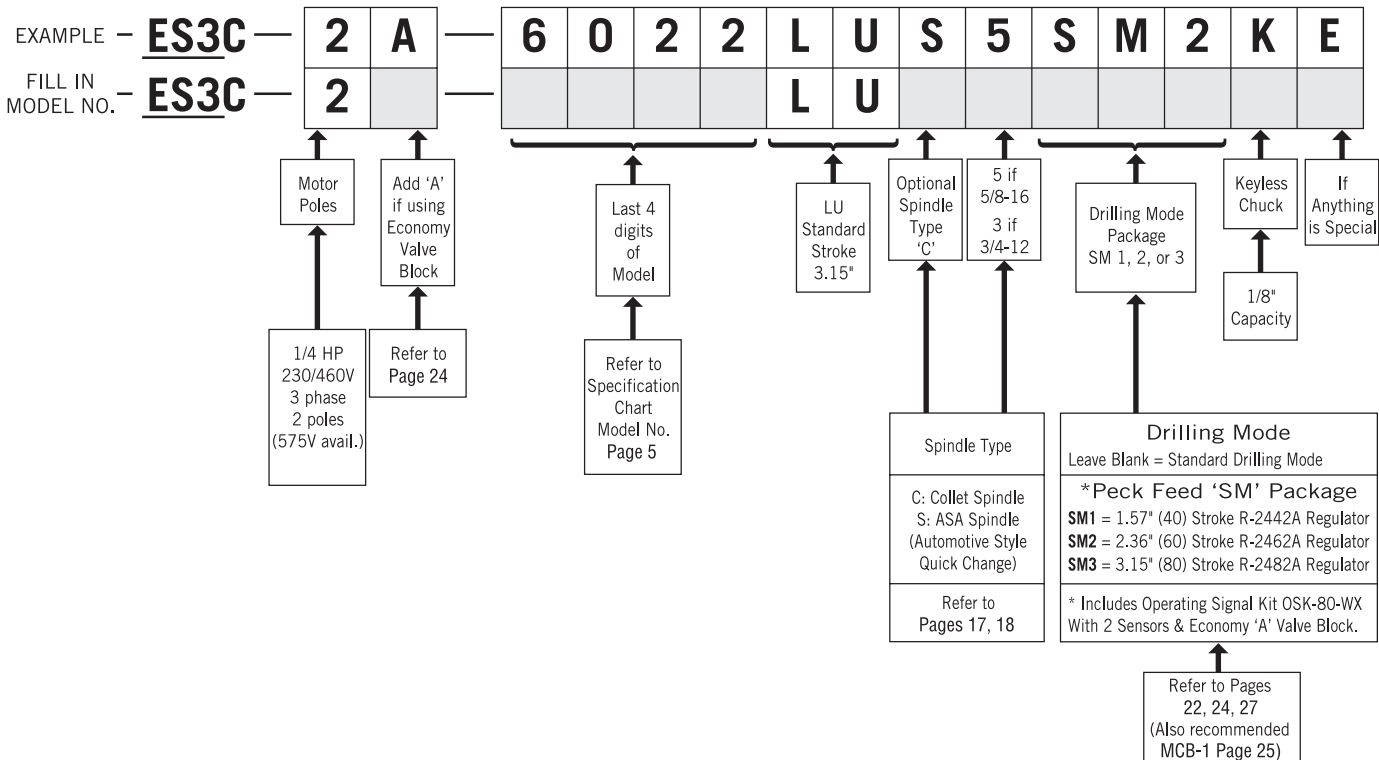 EXAMPLE – ES3C — 2 A — 6 0 2 2 L U S 5 S M 2 K E
FILL IN
MODEL NO. – ES3C — 2 — L U
Motor
Poles
1/4 HP
230/460V
3 phase
2 poles
(575V avail.)
Add ‘A’
if using
Economy
Valve
Block
Refer to
Page 24
Last 4
digits
of
Model
Refer to
Specification
Chart
Model No.
Page 5
LU
Standard
Stroke
3.15"
Optional
Spindle
Type
‘C’
5 if
5/8-16
3 if
3/4-12
Spindle Type
C: Collet Spindle
S: ASA Spindle
(Automotive Style
Quick Change)
Refer to
Pages 17, 18
Drilling Mode
Package
SM 1, 2, or 3
Drilling Mode
Leave Blank = Standard Drilling Mode
*Peck Feed ‘SM’ Package
SM1 = 1.57" (40) Stroke R-2442A Regulator
SM2 = 2.36" (60) Stroke R-2462A Regulator
SM3 = 3.15" (80) Stroke R-2482A Regulator
* Includes Operating Signal Kit OSK-80-WX
With 2 Sensors & Economy ‘A’ Valve Block.
Refer to Pages
22, 24, 27
(Also recommended
MCB-1 Page 25)
Keyless
Chuck
1/8"
Capacity
If
Anything
is Special